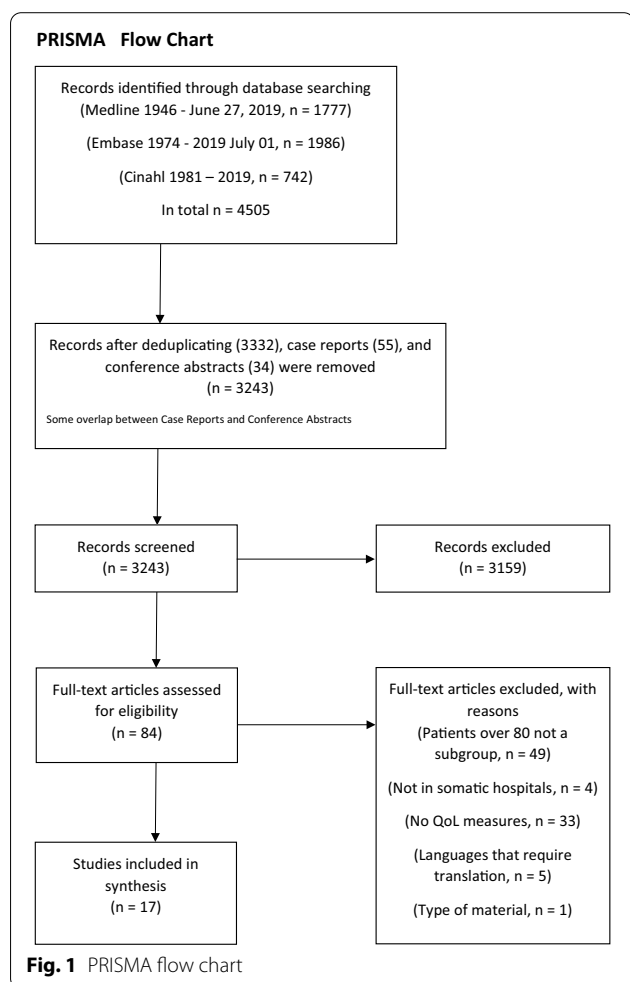 PRISMA Flow Chart
Records identified through database searching
(Medline 1946 - June 27, 2019, n = 1777)
(Embase 1974 - 2019 July 01, n = 1986)
(Cinahl 1981 – 2019, n = 742)
In total n = 4505
Records after deduplicating (3332), case reports (55), and
conference abstracts (34) were removed
(n = 3243)
Some overlap between Case Reports and Conference Abstracts
Records screened
(n = 3243)
Records excluded
(n = 3159)
Full-text articles assessed
for eligibility
(n = 84)
Full-text articles excluded, with
reasons
(Patients over 80 not a
subgroup, n = 49)
(Not in somatic hospitals, n = 4)
(No QoL measures, n = 33)
(Languages that require
translation, n = 5)
(Type of material, n = 1)
Studies included in
synthesis
(n = 17)
Fig. 1 PRISMA flow chart